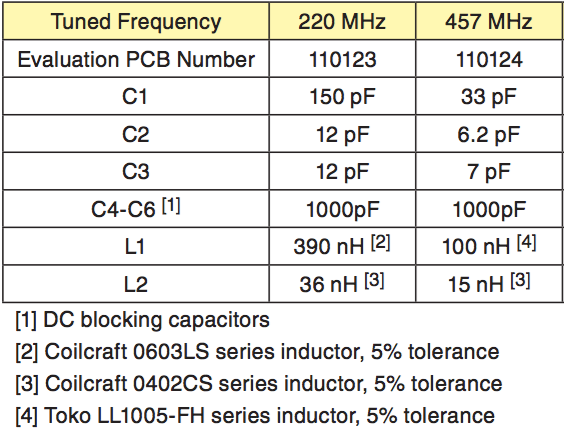 Tuned Frequency 220 MHz 457 MHz
Evaluation PCB Number 110123 110124
C1 150 pF 33 pF
C2 12 pF 6.2 pF
C3 12 pF 7 pF
C4-C6 [1] 1000pF 1000pF
L1 390 nH [2] 100 nH [4]
L2 36 nH [3] 15 nH [3]
[1] DC blocking capacitors
[2] Coilcraft 0603LS series inductor, 5% tolerance
[3] Coilcraft 0402CS series inductor, 5% tolerance
[4] Toko LL1005-FH series inductor, 5% tolerance